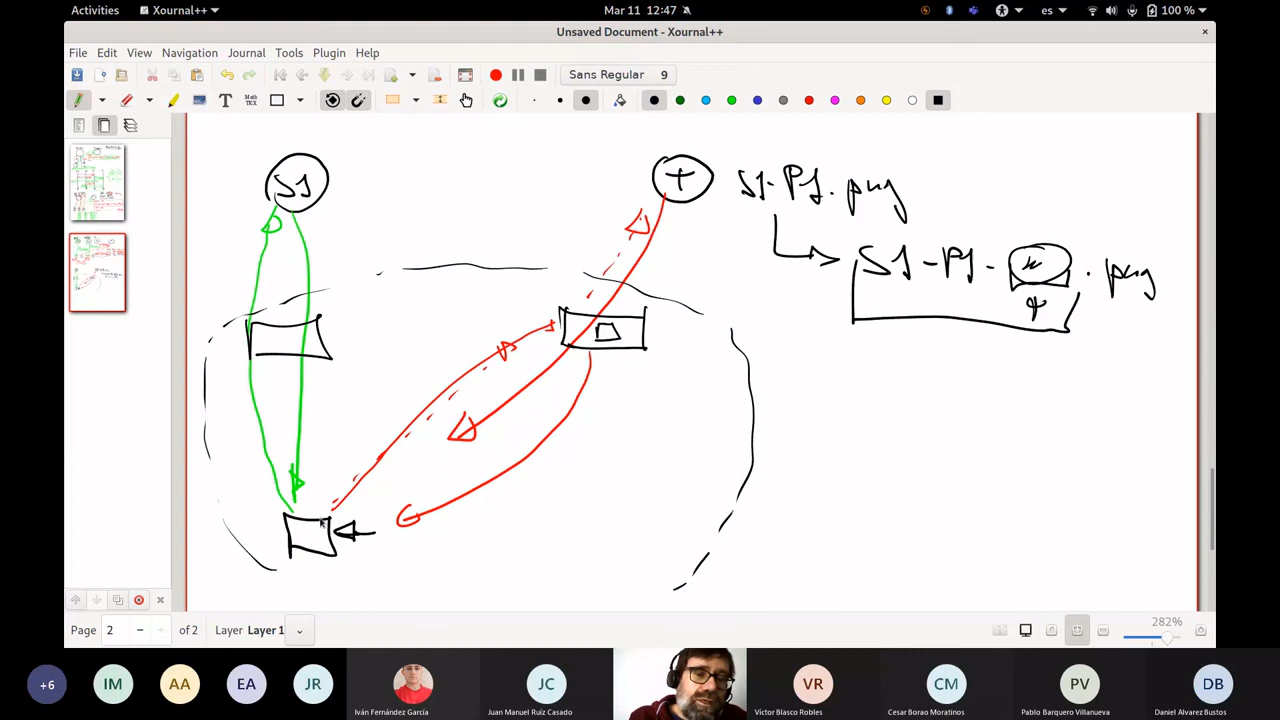 Activities Xournal++ Mar 11 12:47 es 100 %
Unsaved Document - Xournal++
File Edit View Navigation Journal Tools Plugin Help
Sans Regular 9
S1
T
S1-P1.png
S1-P1- .png
Page 2 of 2 Layer Layer 1 282%
+6 IM AA EA JR JC VR CM PV DB
Iván Fernández García Juan Manuel Ruíz Casado Víctor Blasco Robles Cesar Borao Moratinos Pablo Barquero Villanueva Daniel Alvarez Bustos